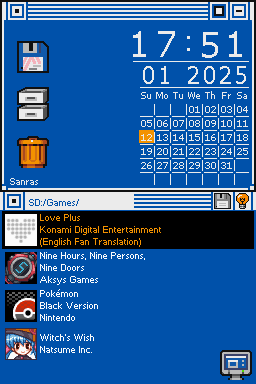 17:51
01 2025
Su Mo Tu We Th Fr Sa
01 02 03 04
05 06 07 08 09 10 11
12 13 14 15 16 17 18
19 20 21 22 23 24 25
26 27 28 29 30 31
Sanras
SD:/Games/
Love Plus
Konami Digital Entertainment
(English Fan Translation)
Nine Hours, Nine Persons,
Nine Doors
Aksys Games
Pokémon
Black Version
Nintendo
Witch's Wish
Natsume Inc.